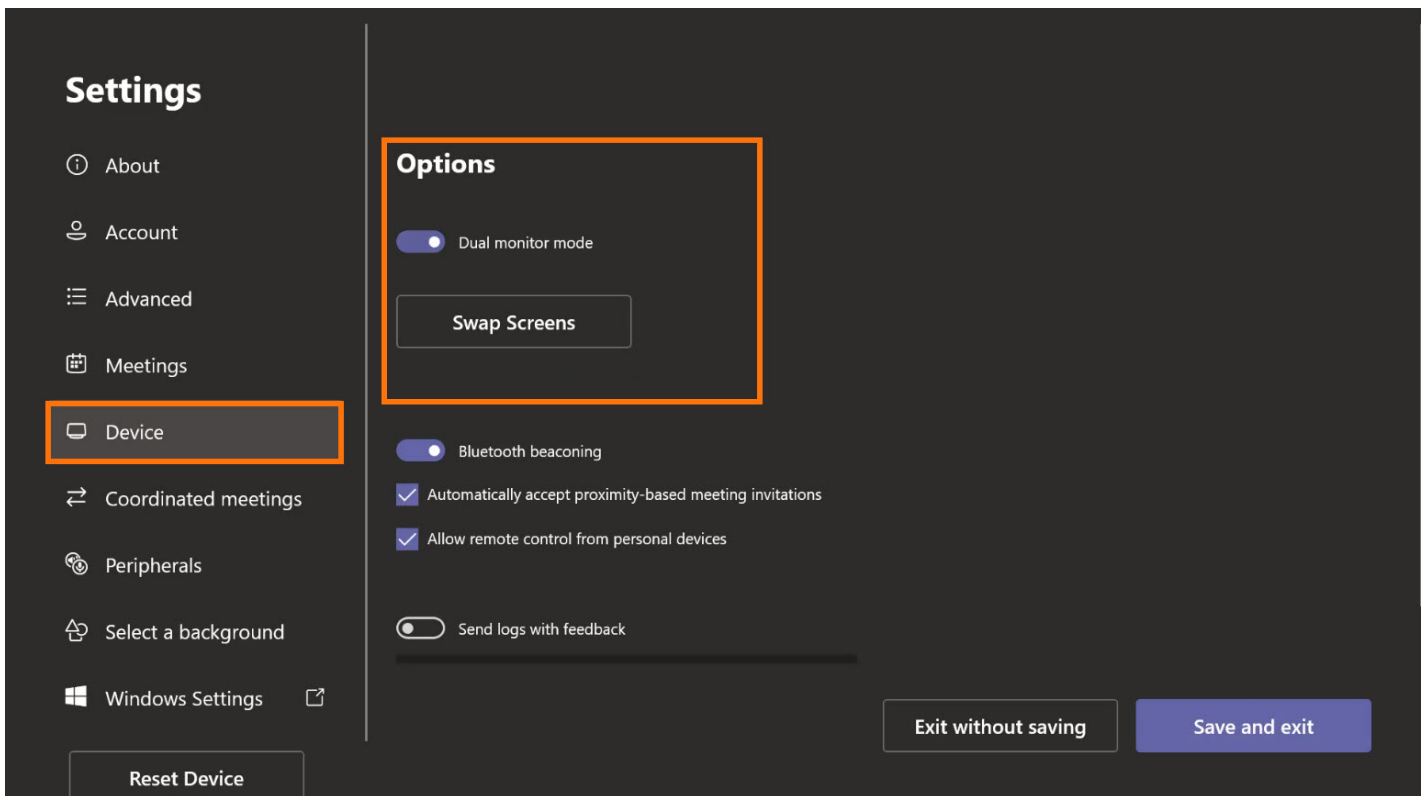 Settings
About
Account
Advanced
Meetings
Device
Coordinated meetings
Peripherals
Select a background
Windows Settings
Reset Device
Options
Dual monitor mode
Swap Screens
Bluetooth beaconing
Automatically accept proximity-based meeting invitations
Allow remote control from personal devices
Send logs with feedback
Exit without saving
Save and exit